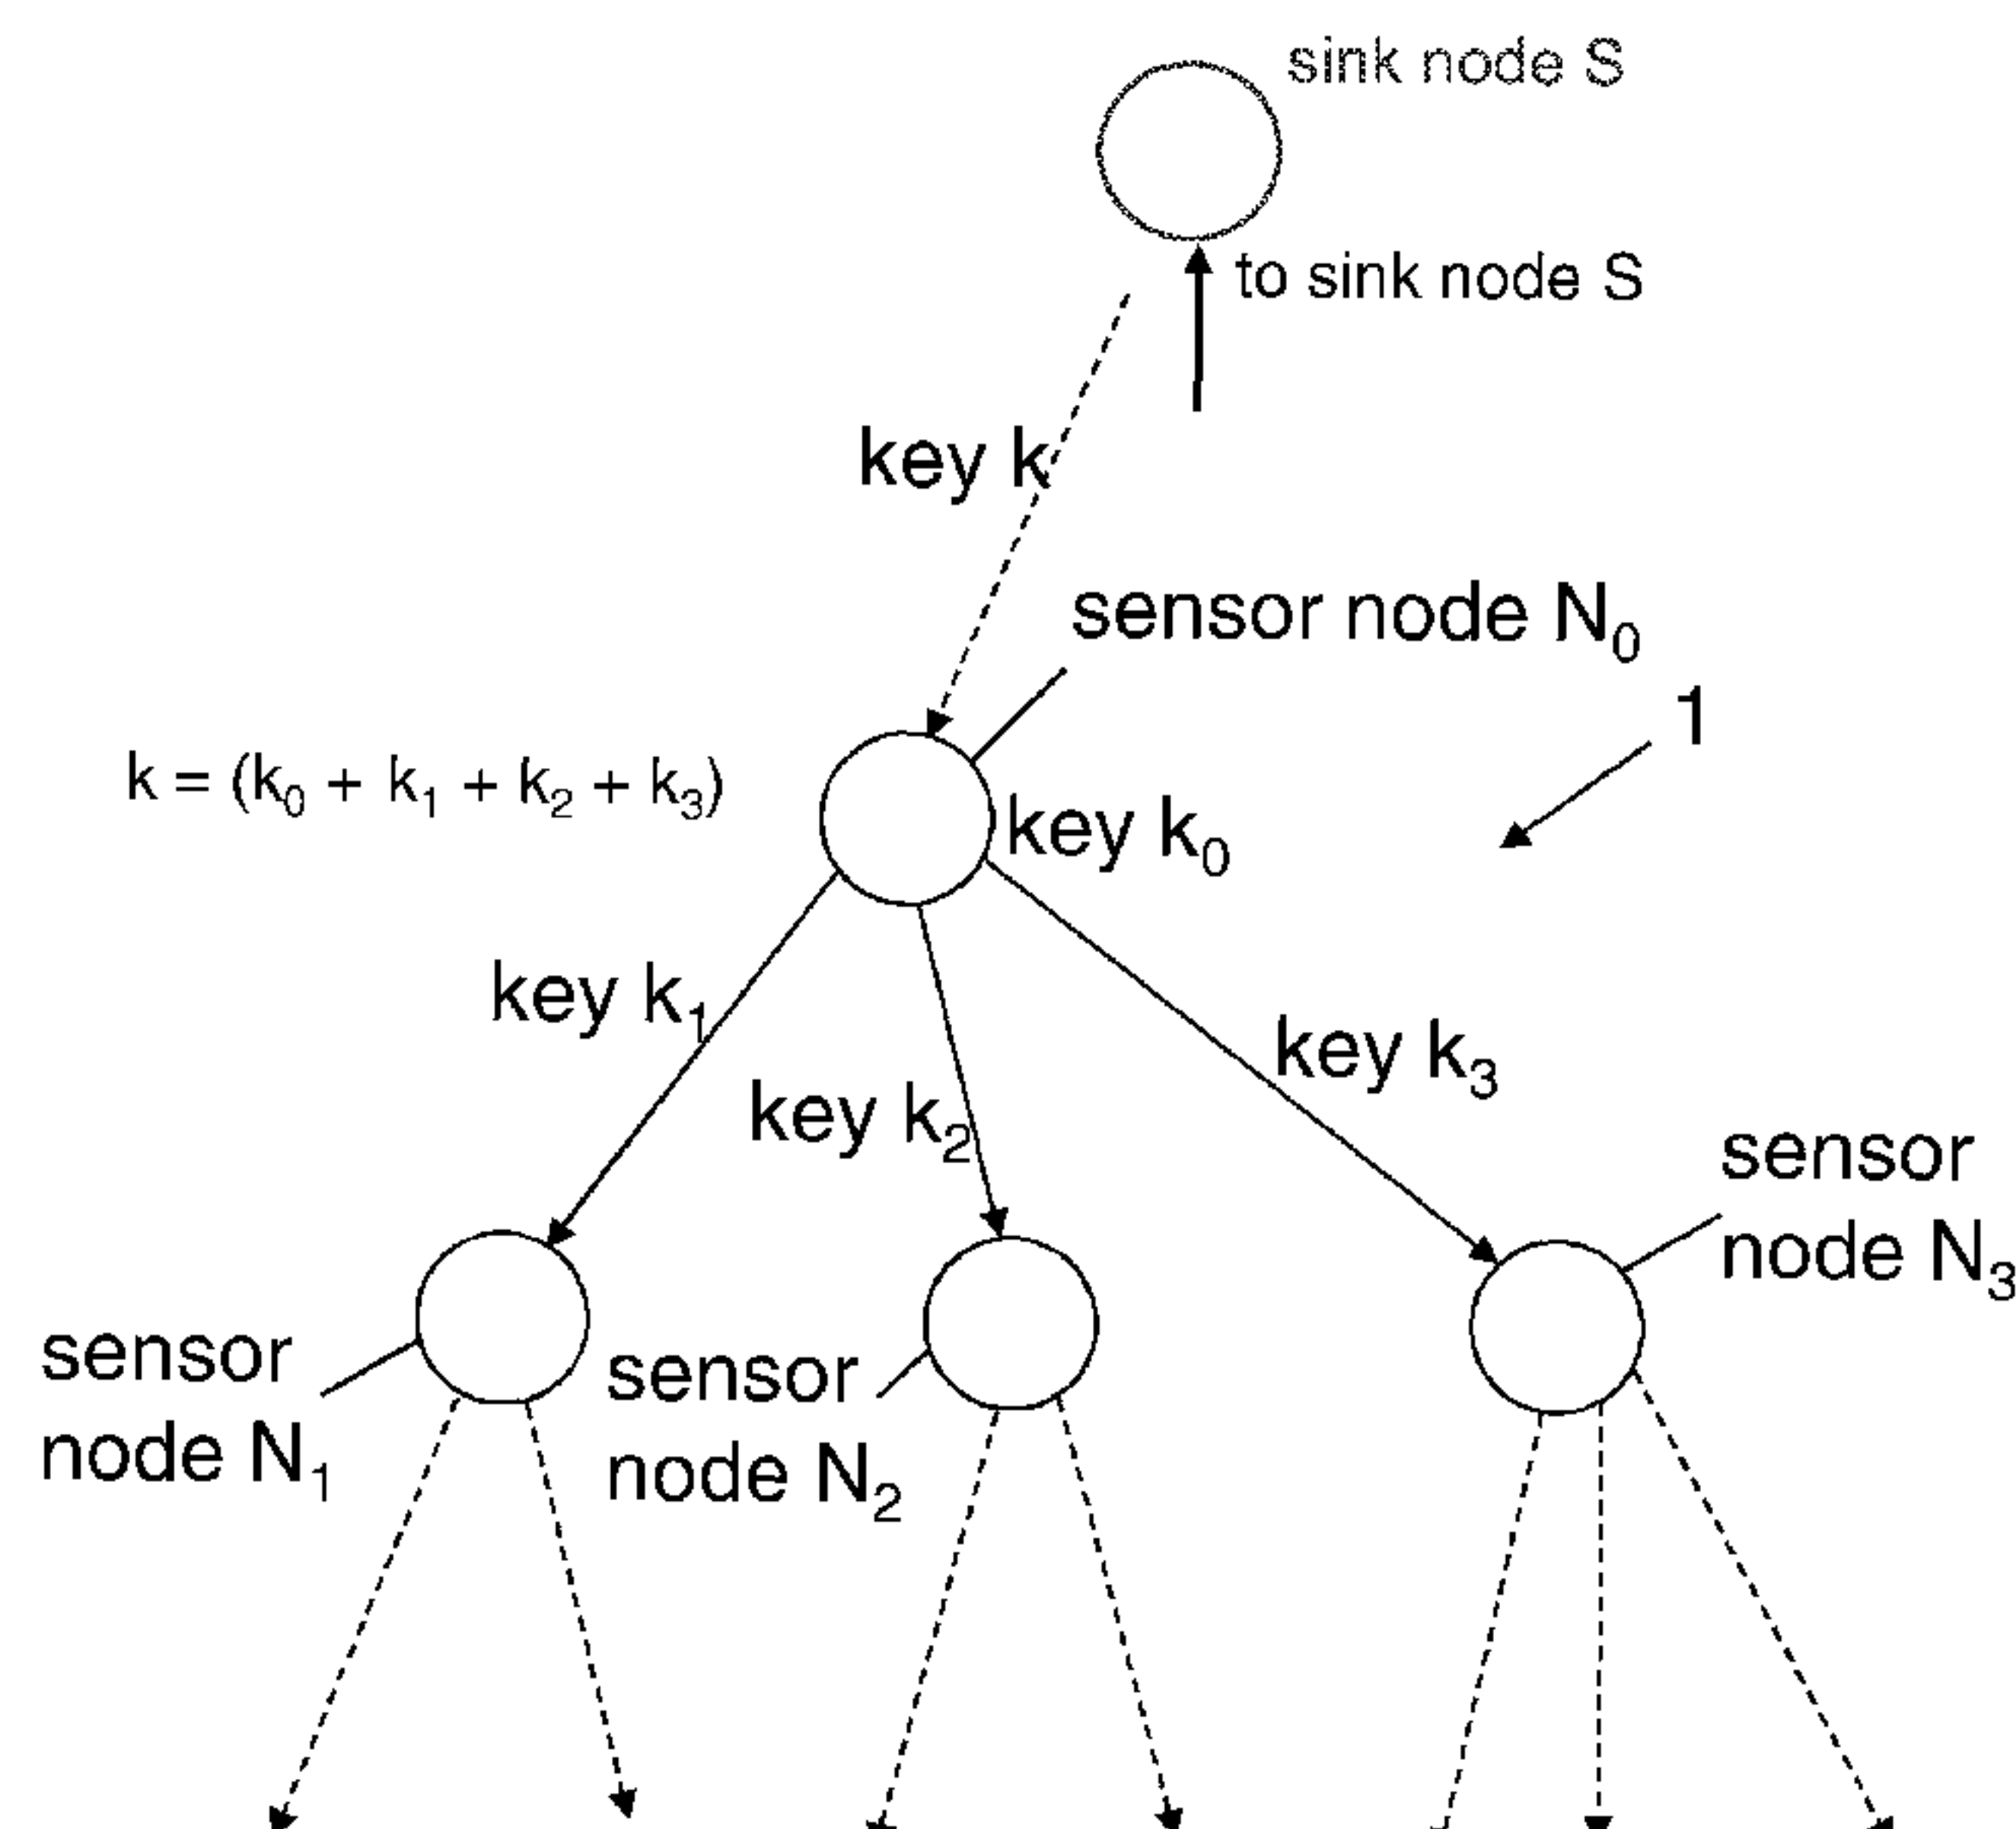 sink node S
to sink node S
key k
sensor node N₀
1
k = (k₀ + k₁ + k₂ + k₃)
key k₀
key k₁
key k₃
key k₂
sensor
node N₃
sensor
node N₁
sensor
node N₂